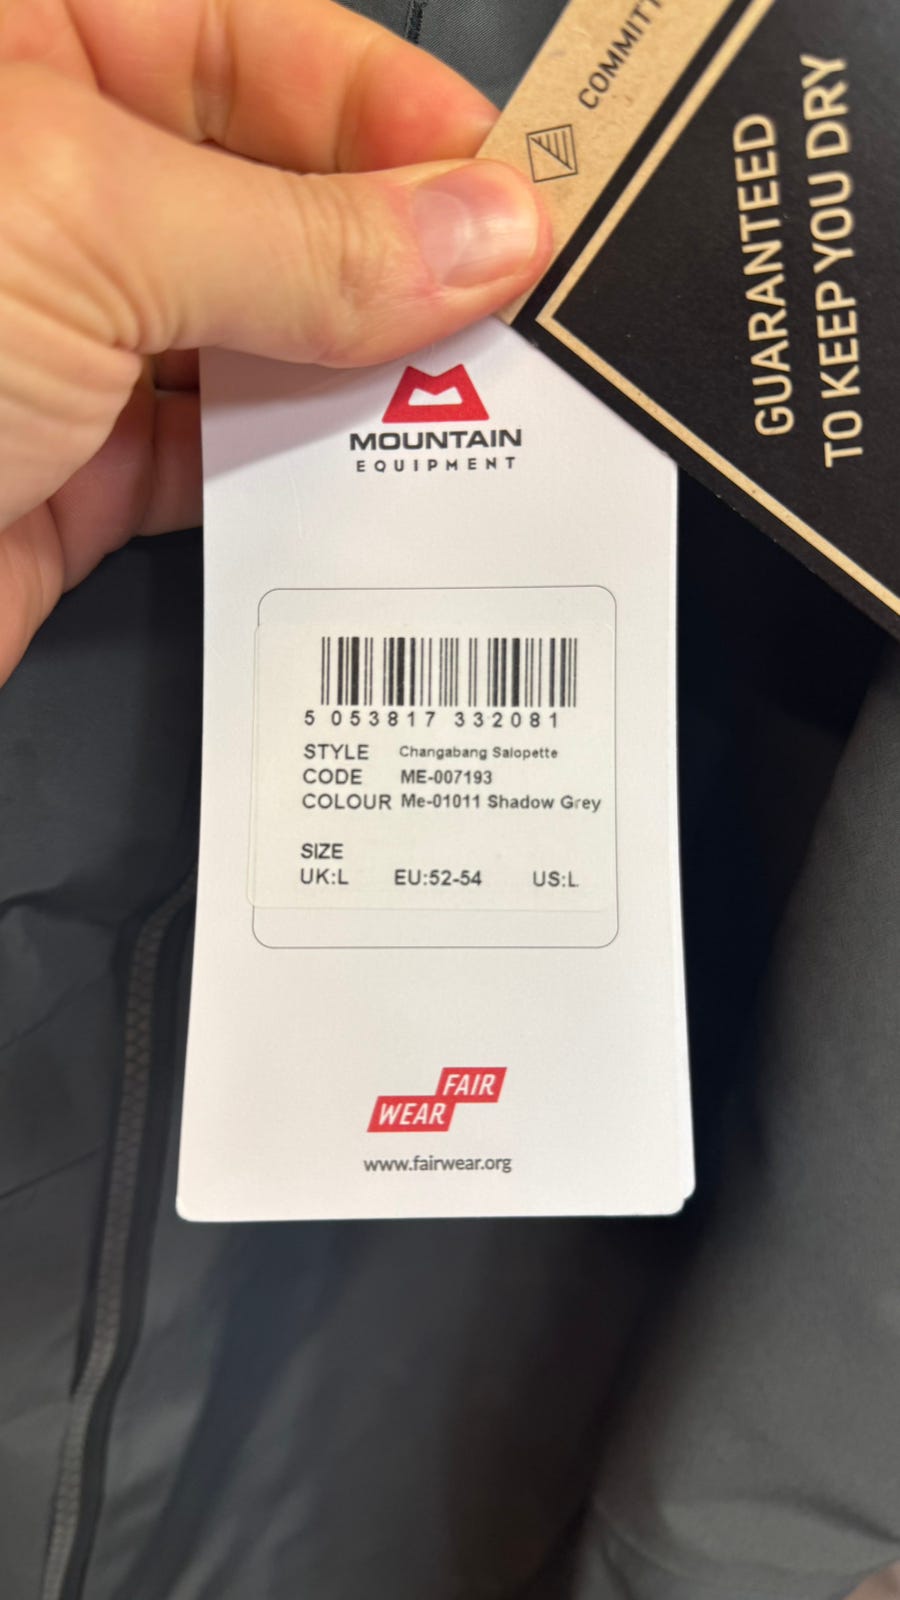 COMMITT
GUARANTEED
TO KEEP YOU DRY
MOUNTAIN
EQUIPMENT
5 053817 332081
STYLE Changabang Salopette
CODE ME-007193
COLOUR Me-01011 Shadow Grey
SIZE
UK:L EU:52-54 US:L
FAIR
WEAR
www.fairwear.org